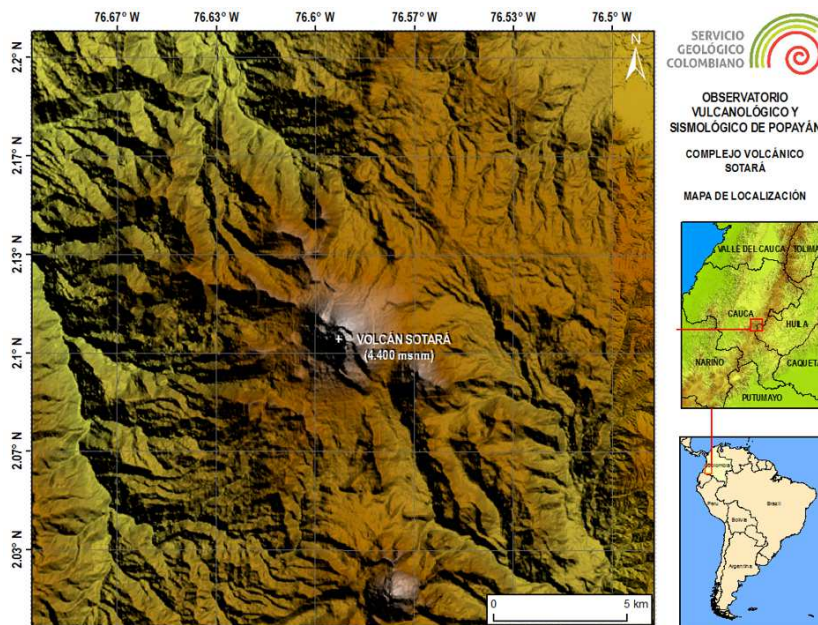 76.67° W
76.63° W
76.6° W
76.57° W
76.53° W
76.5° W
2.2° N
2.17° N
2.13° N
2.1° N
2.07° N
2.03° N
N
VOLCÁN SOTARÁ
(4.400 msnm)
0
5 km
SERVICIO
GEOLÓGICO
COLOMBIANO
OBSERVATORIO
VULCANOLÓGICO Y
SISMOLÓGICO DE POPAYÁN
COMPLEJO VOLCÁNICO
SOTARÁ
MAPA DE LOCALIZACIÓN
VALLE DEL CAUCA
TOLIMA
CAUCA
HUILA
NARIÑO
CAQUETA
PUTUMAYO
Colombia
Perú
Brasil
Bolivia
Argentina